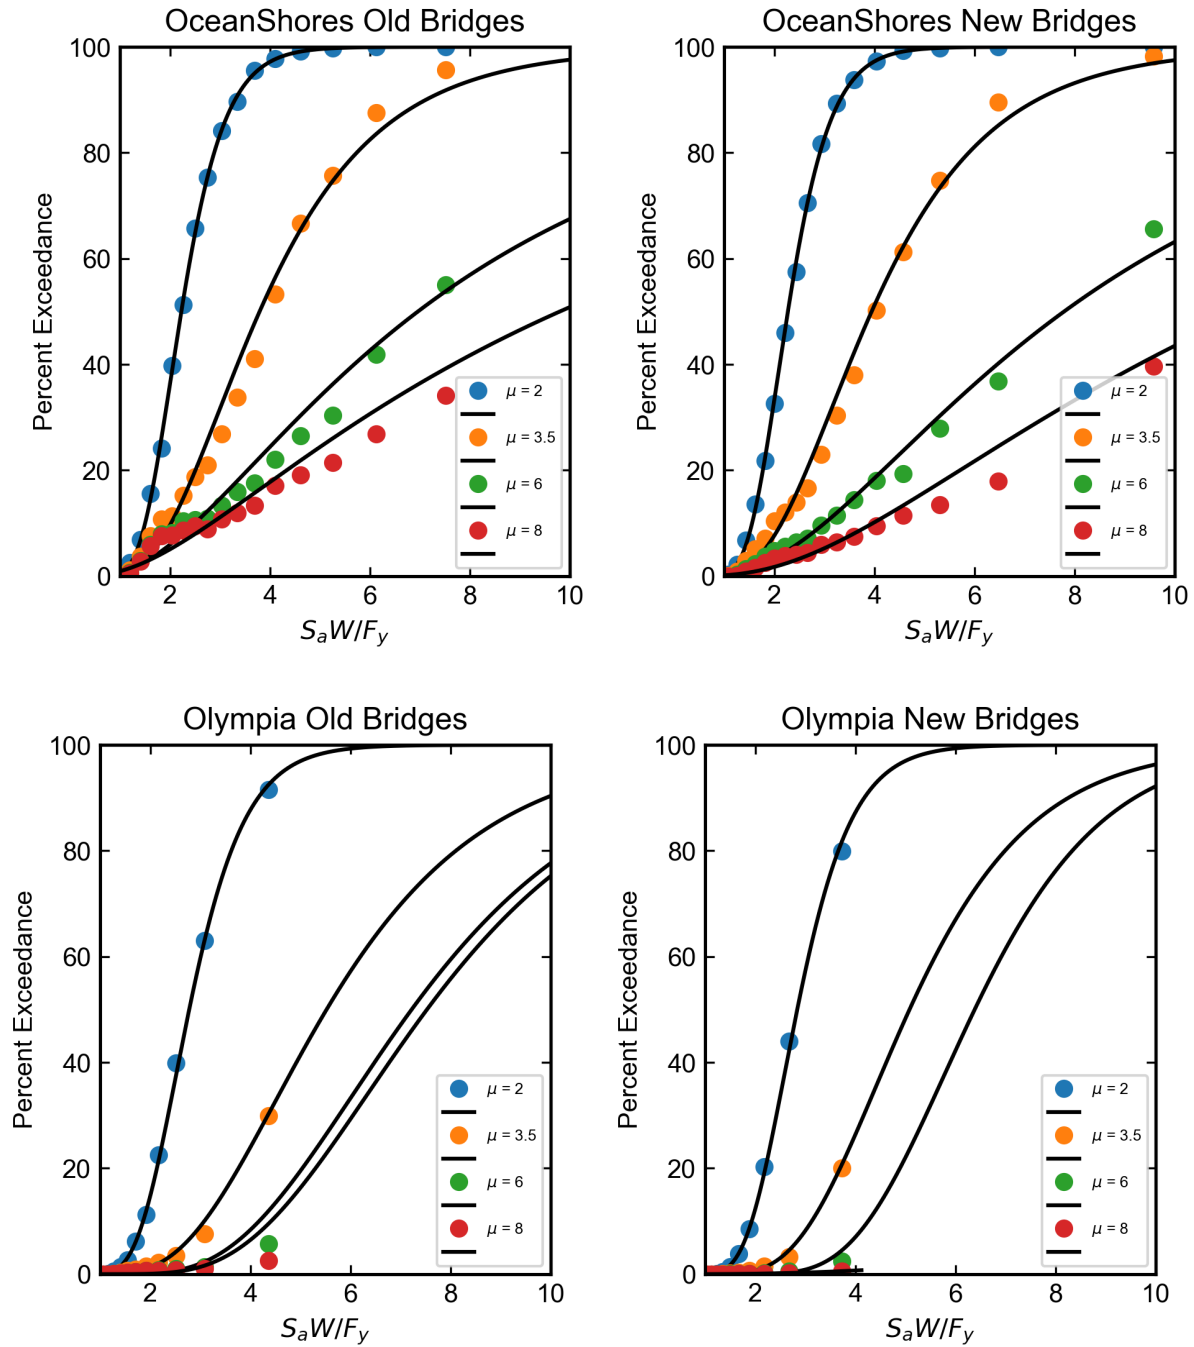 OceanShores Old Bridges
100
80
60
40
20
0
2
4
6
8
10
Percent Exceedance
SaW/Fy
μ = 2
μ = 3.5
μ = 6
μ = 8
OceanShores New Bridges
100
80
60
40
20
0
2
4
6
8
10
Percent Exceedance
SaW/Fy
μ = 2
μ = 3.5
μ = 6
μ = 8
Olympia Old Bridges
100
80
60
40
20
0
2
4
6
8
10
Percent Exceedance
SaW/Fy
μ = 2
μ = 3.5
μ = 6
μ = 8
Olympia New Bridges
100
80
60
40
20
0
2
4
6
8
10
Percent Exceedance
SaW/Fy
μ = 2
μ = 3.5
μ = 6
μ = 8